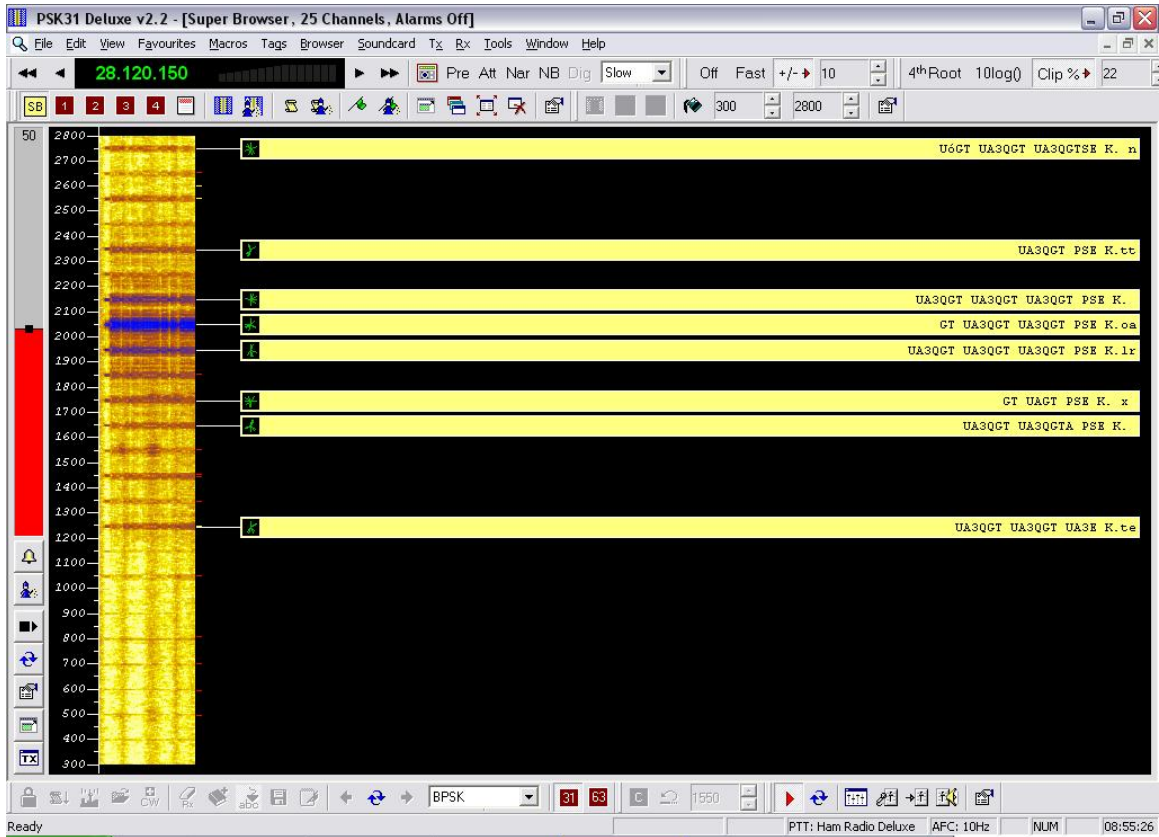 PSK31 Deluxe v2.2 - [Super Browser, 25 Channels, Alarms Off]
File Edit View Favourites Macros Tags Browser Soundcard Tx Rx Tools Window Help
28.120.150 Pre Att Nar NB Dig Slow Off Fast +/- 10 4thRoot 10log() Clip % 22
SB 1 2 3 4 300 2800
50
2800
2700
2600
2500
2400
2300
2200
2100
2000
1900
1800
1700
1600
1500
1400
1300
1200
1100
1000
900
800
700
600
500
400
300
UóGT UA3QGT UA3QGTSE K. n
UA3QGT PSE K.tt
UA3QGT UA3QGT UA3QGT PSE K.
GT UA3QGT UA3QGT PSE K.oa
UA3QGT UA3QGT UA3QGT PSE K.lr
GT UAGT PSE K. x
UA3QGT UA3QGTA PSE K.
UA3QGT UA3QGT UA3E K.te
TX
CW Rx abc BPSK 31 63 C 1550
Ready PTT: Ham Radio Deluxe AFC: 10Hz NUM 08:55:26